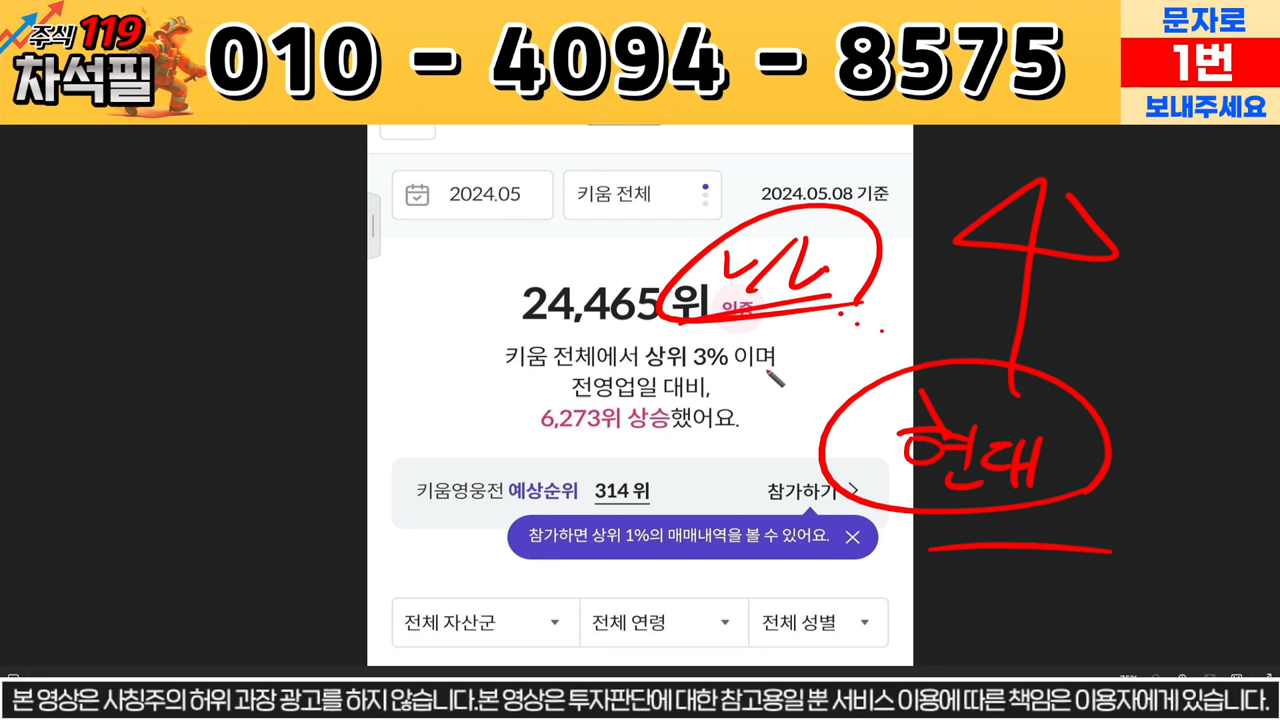 주식 119
차석필
010 - 4094 - 8575
문자로
1번
보내주세요
2024.05
키움 전체
2024.05.08 기준
24,465 위
키움 전체에서 상위 3% 이며
전영업일 대비,
6,273위 상승했어요.
현대
키움영웅전 예상순위 314 위
참가하기
참가하면 상위 1%의 매매내역을 볼 수 있어요.
전체 자산군
전체 연령
전체 성별
본 영상은 사칭주의 허위 과장 광고를 하지 않습니다.본 영상은 투자판단에 대한 참고용일 뿐 서비스 이용에 따른 책임은 이용자에게 있습니다.